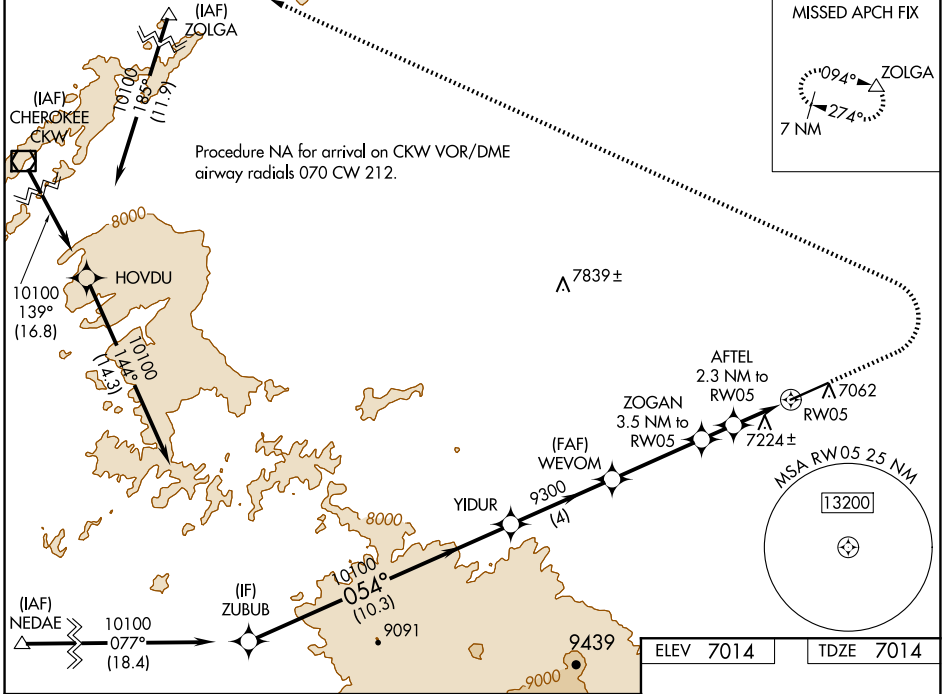 (IAF)
ZOLGA
10100
185°
(11.9)
(IAF)
CHEROKEE
CKW
Procedure NA for arrival on CKW VOR/DME
airway radials 070 CW 212.
MISSED APCH FIX
094°
ZOLGA
274°
7 NM
8000
HOVDU
10100
139°
(16.8)
10100
144°
(14.3)
7839±
AFTEL
2.3 NM to
RW05
7062
RW05
ZOGAN
3.5 NM to
RW05
7224±
(FAF)
WEVOM
MSA RW05 25 NM
13200
YIDUR
9300
(4)
8000
10100
054°
(10.3)
(IF)
ZUBUB
(IAF)
NEDAE
10100
077°
(18.4)
9091
9439
9000
ELEV 7014
TDZE 7014